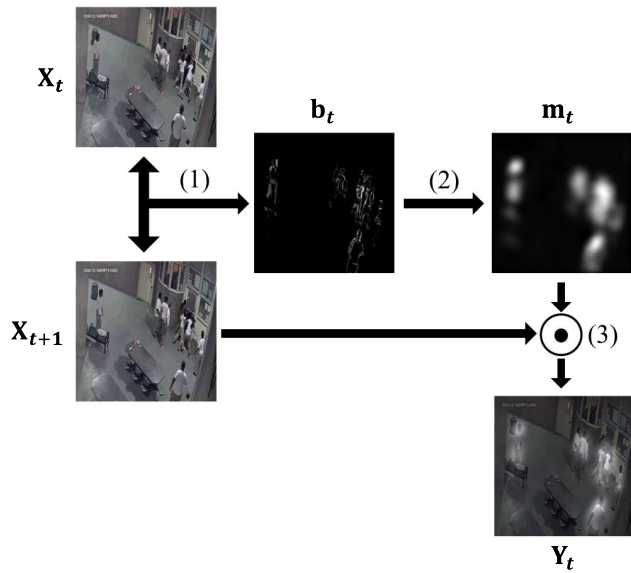 X_t
b_t
m_t
(1)
(2)
X_{t+1}
(3)
Y_t